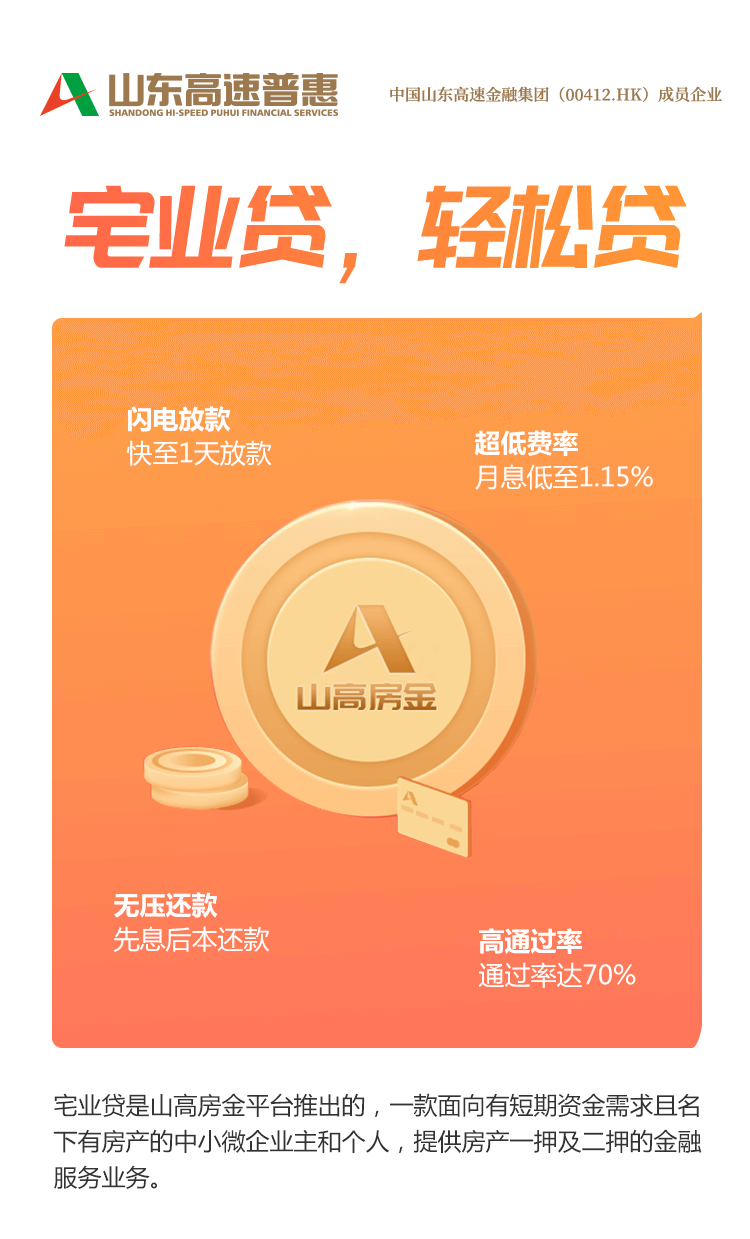 山东高速普惠
SHANDONG HI-SPEED PUHUI FINANCIAL SERVICES
中国山东高速金融集团（00412.HK）成员企业
宅业贷，轻松贷
闪电放款
快至1天放款
超低费率
月息低至1.15%
山高房金
无压还款
先息后本还款
高通过率
通过率达70%
宅业贷是山高房金平台推出的，一款面向有短期资金需求且名
下有房产的中小微企业主和个人，提供房产一押及二押的金融
服务业务。